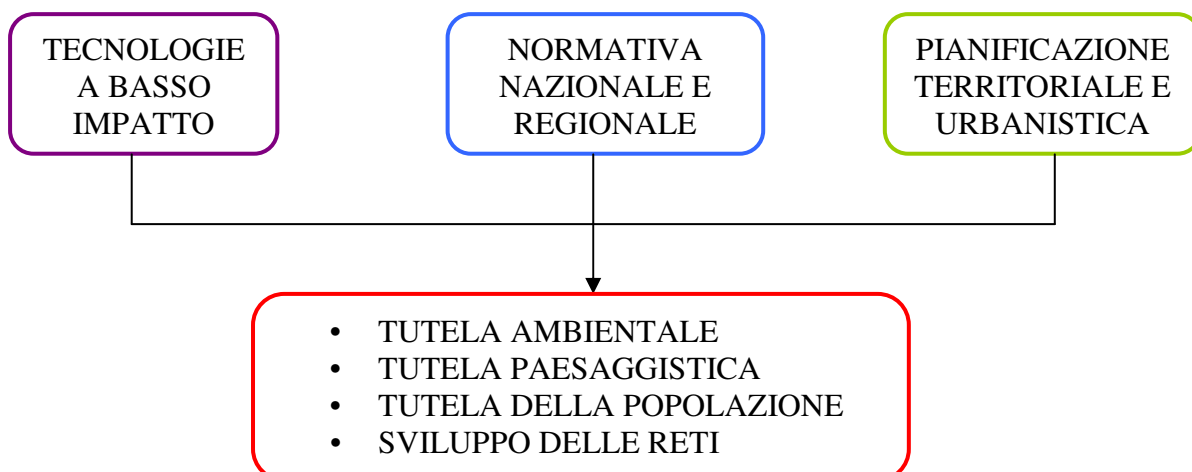 TECNOLOGIE
A BASSO
IMPATTO
NORMATIVA
NAZIONALE E
REGIONALE
PIANIFICAZIONE
TERRITORIALE E
URBANISTICA
• TUTELA AMBIENTALE
• TUTELA PAESAGGISTICA
• TUTELA DELLA POPOLAZIONE
• SVILUPPO DELLE RETI